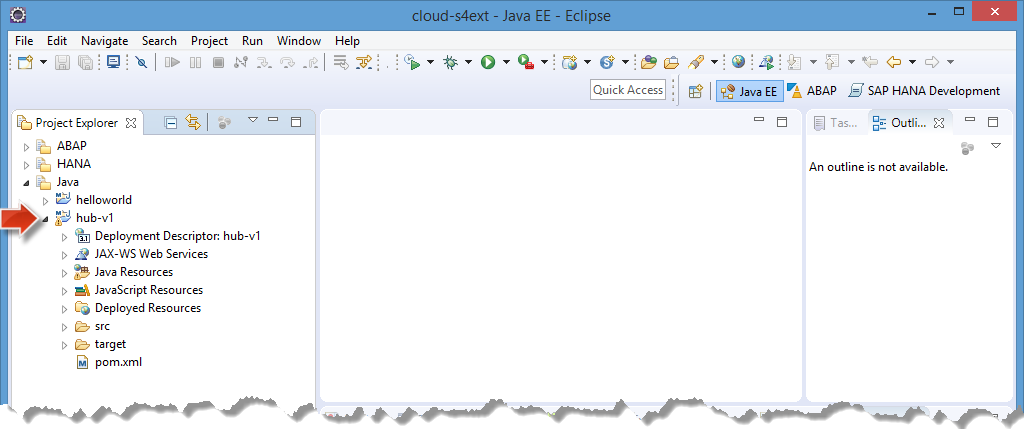 cloud-s4ext - Java EE - Eclipse
File Edit Navigate Search Project Run Window Help
Quick Access Java EE ABAP SAP HANA Development
Project Explorer
ABAP
HANA
Java
helloworld
hub-v1
3.1 Deployment Descriptor: hub-v1
JAX-WS Web Services
Java Resources
JavaScript Resources
Deployed Resources
src
target
M pom.xml
Tas... Outli...
An outline is not available.